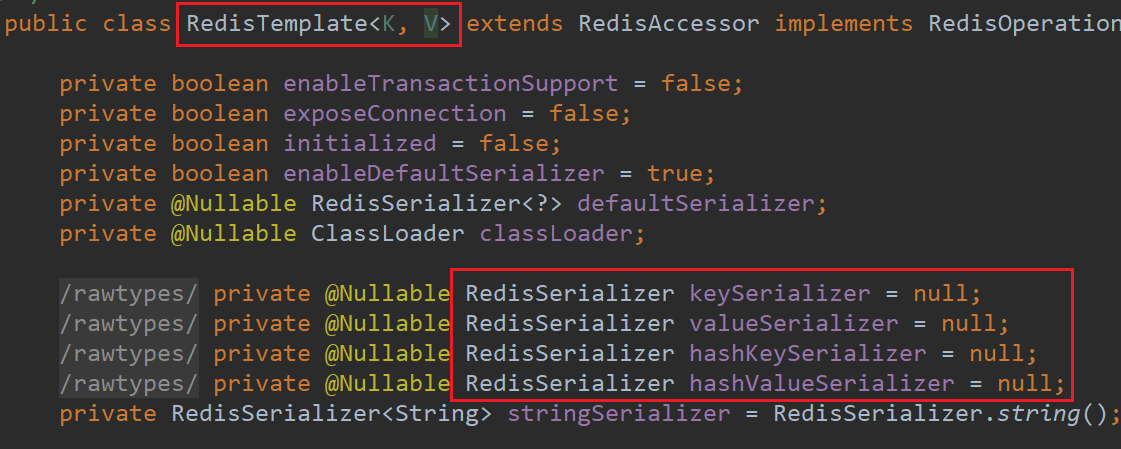 public class RedisTemplate<K, V> extends RedisAccessor implements RedisOperation
private boolean enableTransactionSupport = false;
private boolean exposeConnection = false;
private boolean initialized = false;
private boolean enableDefaultSerializer = true;
private @Nullable RedisSerializer<?> defaultSerializer;
private @Nullable ClassLoader classLoader;
/rawtypes/ private @Nullable RedisSerializer keySerializer = null;
/rawtypes/ private @Nullable RedisSerializer valueSerializer = null;
/rawtypes/ private @Nullable RedisSerializer hashKeySerializer = null;
/rawtypes/ private @Nullable RedisSerializer hashValueSerializer = null;
private RedisSerializer<String> stringSerializer = RedisSerializer.string();